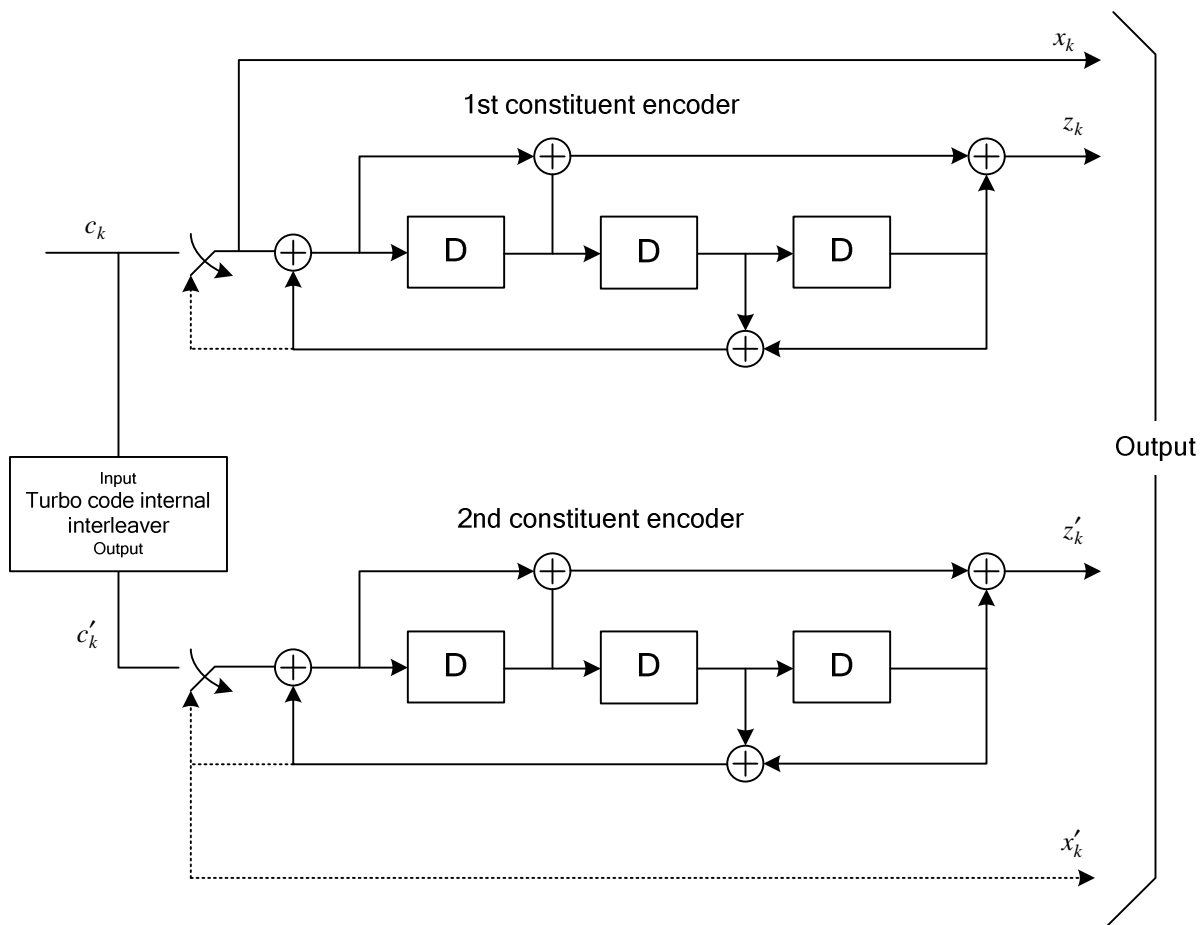 x_k
1st constituent encoder
z_k
c_k
D
D
D
Output
Input
Turbo code internal
interleaver
Output
2nd constituent encoder
z′_k
c′_k
D
D
D
x′_k